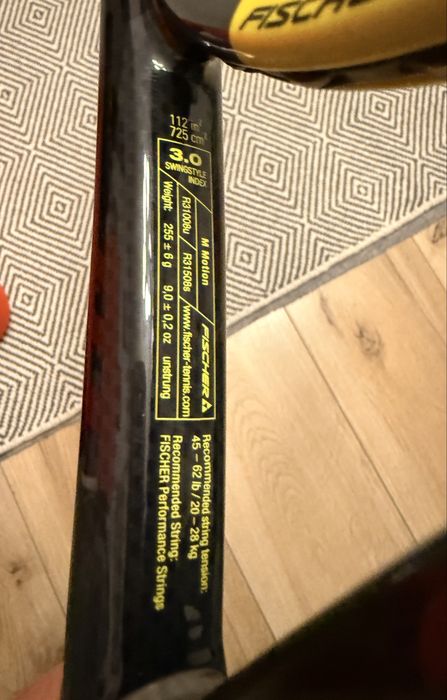 FISCHE
112 in²
725 cm²
3.0
SWINGSTYLE
INDEX
M Motion
FISCHER
R31008u / R31508s / www.fischer-tennis.com
Weight: 255 ± 6 g 9,0 ± 0,2 oz unstrung
Recommended string tension:
45 – 62 lb / 20 – 28 kg
Recommended String:
FISCHER Performance Strings